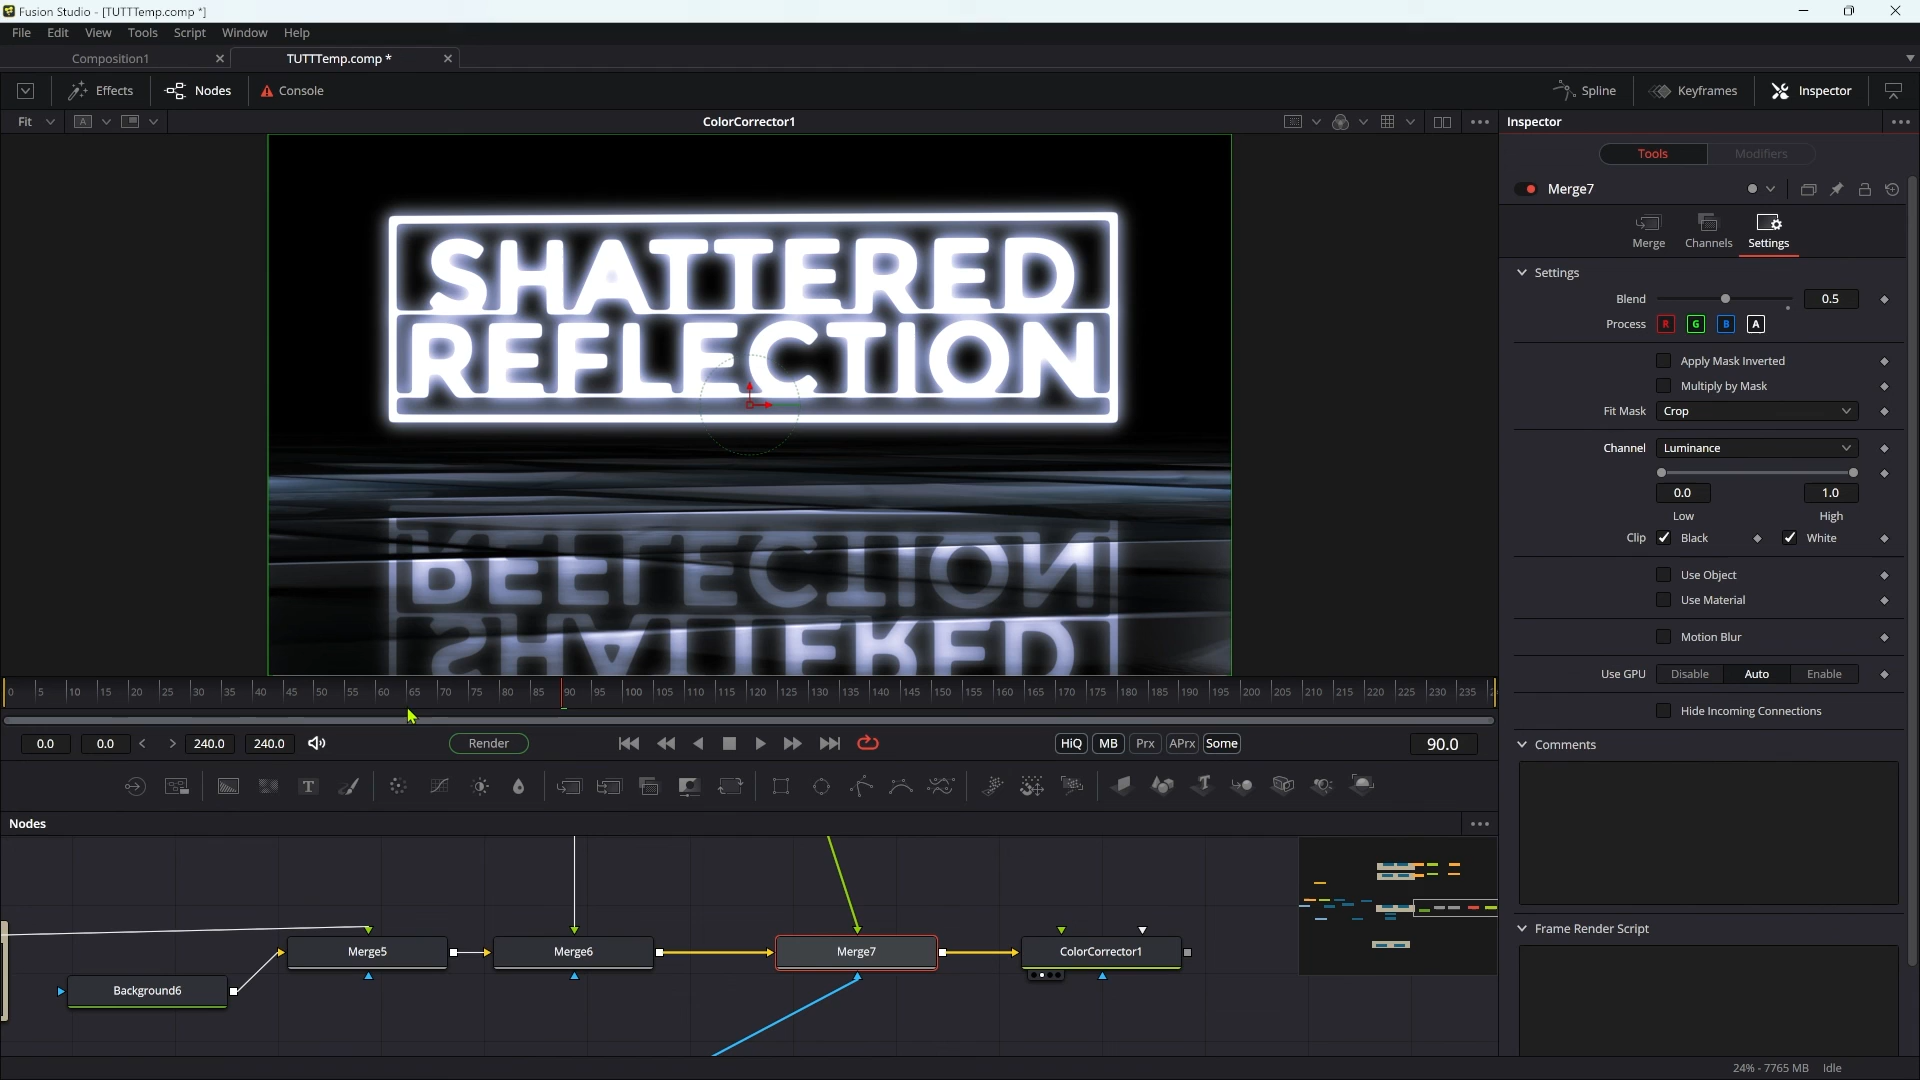 Fusion Studio - [TUTTTemp.comp *]
File Edit View Tools Script Window Help
Composition1 TUTTTemp.comp *
Effects Nodes Console Spline Keyframes Inspector
Fit A ColorCorrector1 Inspector
Tools Modifiers
Merge7
Merge Channels Settings
Settings
Blend 0.5
Process R G B A
Apply Mask Inverted
Multiply by Mask
Fit Mask Crop
Channel Luminance
0.0 1.0
Low High
Clip Black White
Use Object
Use Material
Motion Blur
Use GPU Disable Auto Enable
Hide Incoming Connections
Comments
Frame Render Script
SHATTERED
REFLECTION
0 5 10 15 20 25 30 35 40 45 50 55 60 65 70 75 80 85 90 95 100 105 110 115 120 125 130 135 140 145 150 155 160 165 170 175 180 185 190 195 200 205 210 215 220 225 230 235
0.0 0.0 240.0 240.0 Render HiQ MB Prx APrx Some 90.0
Nodes
Merge5 Merge6 Merge7 ColorCorrector1
Background6
24% - 7765 MB Idle